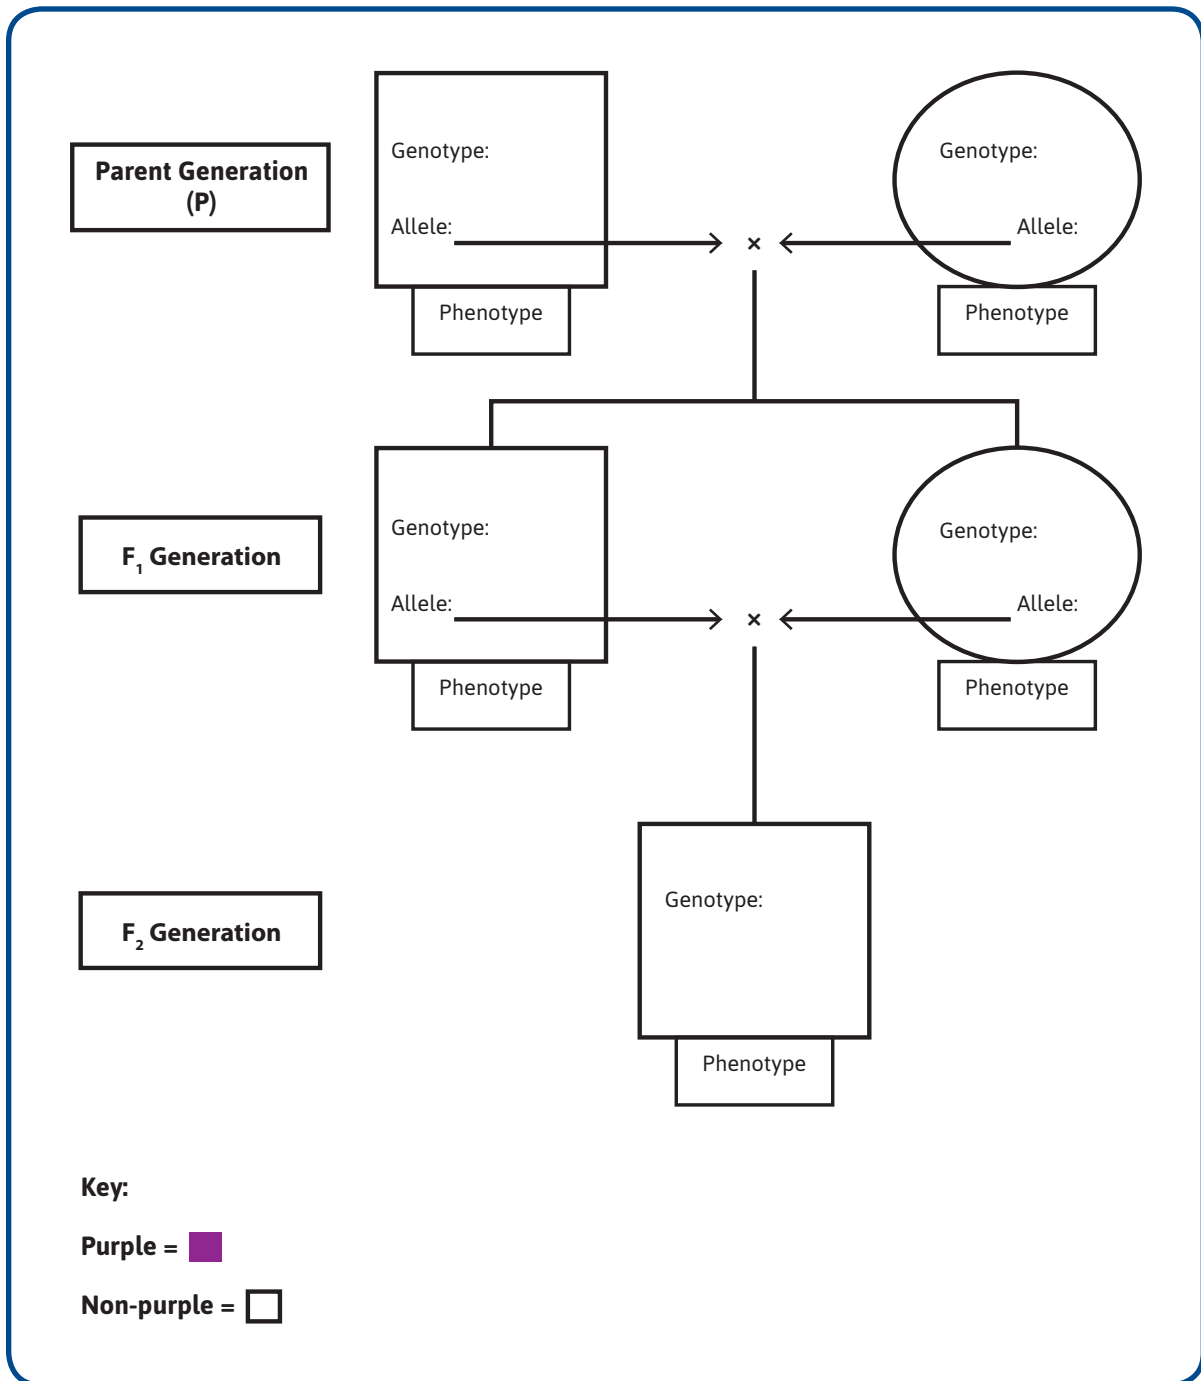 Parent Generation
(P)
Genotype:
Allele:
Phenotype
×
Genotype:
Allele:
Phenotype
F₁ Generation
Genotype:
Allele:
Phenotype
×
Genotype:
Allele:
Phenotype
F₂ Generation
Genotype:
Phenotype
Key:
Purple =
Non-purple =